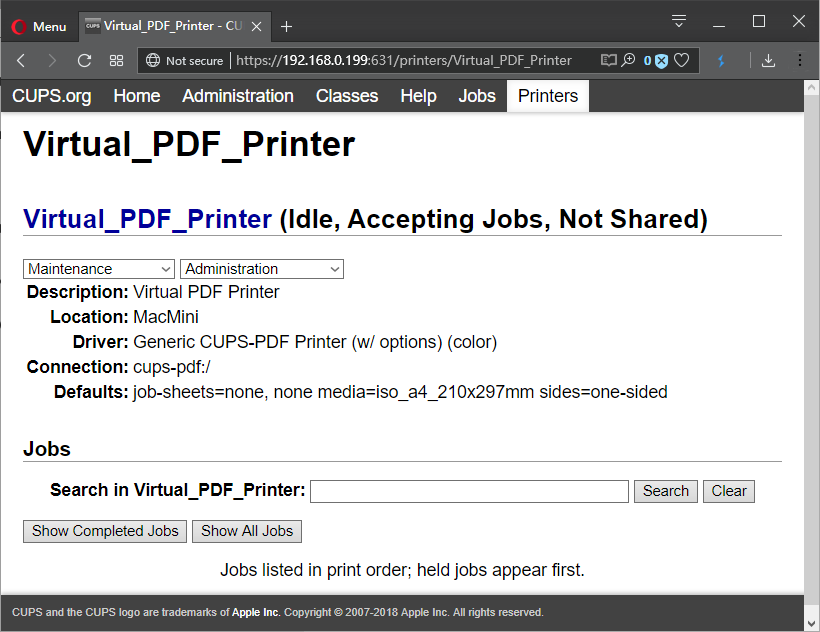 Menu
CUPS
Virtual_PDF_Printer - CU
Not secure
https://192.168.0.199:631/printers/Virtual_PDF_Printer
0
CUPS.org Home Administration Classes Help Jobs Printers
Virtual_PDF_Printer
Virtual_PDF_Printer (Idle, Accepting Jobs, Not Shared)
Maintenance Administration
Description: Virtual PDF Printer
Location: MacMini
Driver: Generic CUPS-PDF Printer (w/ options) (color)
Connection: cups-pdf:/
Defaults: job-sheets=none, none media=iso_a4_210x297mm sides=one-sided
Jobs
Search in Virtual_PDF_Printer: Search Clear
Show Completed Jobs Show All Jobs
Jobs listed in print order; held jobs appear first.
CUPS and the CUPS logo are trademarks of Apple Inc. Copyright © 2007-2018 Apple Inc. All rights reserved.